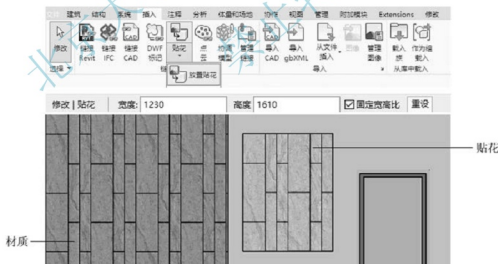 建筑 结构 系统 插入 注释 分析 体量和场地 协作 视图 管理 附加模块 Extensions 修改
修改 链接 Revit 链接 IFC 链接 CAD DWF 标记 贴花 点云 协调模型 管理链接 导入 CAD 导入 gbXML 从文件插入 图像 管理图像 载入族 作为组载入
选择 链 导入 从库中载入
放置贴花
修改 | 贴花 宽度: 1230 高度 1610 固定宽高比 重设
贴花
材质